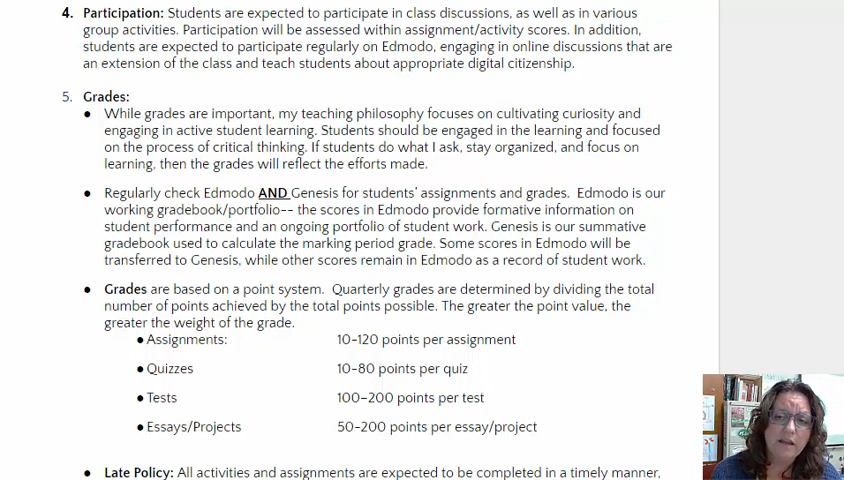 4. Participation: Students are expected to participate in class discussions, as well as in various
group activities. Participation will be assessed within assignment/activity scores. In addition,
students are expected to participate regularly on Edmodo, engaging in online discussions that are
an extension of the class and teach students about appropriate digital citizenship.
5. Grades:
● While grades are important, my teaching philosophy focuses on cultivating curiosity and
engaging in active student learning. Students should be engaged in the learning and focused
on the process of critical thinking. If students do what I ask, stay organized, and focus on
learning, then the grades will reflect the efforts made.
● Regularly check Edmodo AND Genesis for students' assignments and grades. Edmodo is our
working gradebook/portfolio-- the scores in Edmodo provide formative information on
student performance and an ongoing portfolio of student work. Genesis is our summative
gradebook used to calculate the marking period grade. Some scores in Edmodo will be
transferred to Genesis, while other scores remain in Edmodo as a record of student work.
● Grades are based on a point system. Quarterly grades are determined by dividing the total
number of points achieved by the total points possible. The greater the point value, the
greater the weight of the grade.
● Assignments: 10-120 points per assignment
● Quizzes 10-80 points per quiz
● Tests 100-200 points per test
● Essays/Projects 50-200 points per essay/project
● Late Policy: All activities and assignments are expected to be completed in a timely manner,